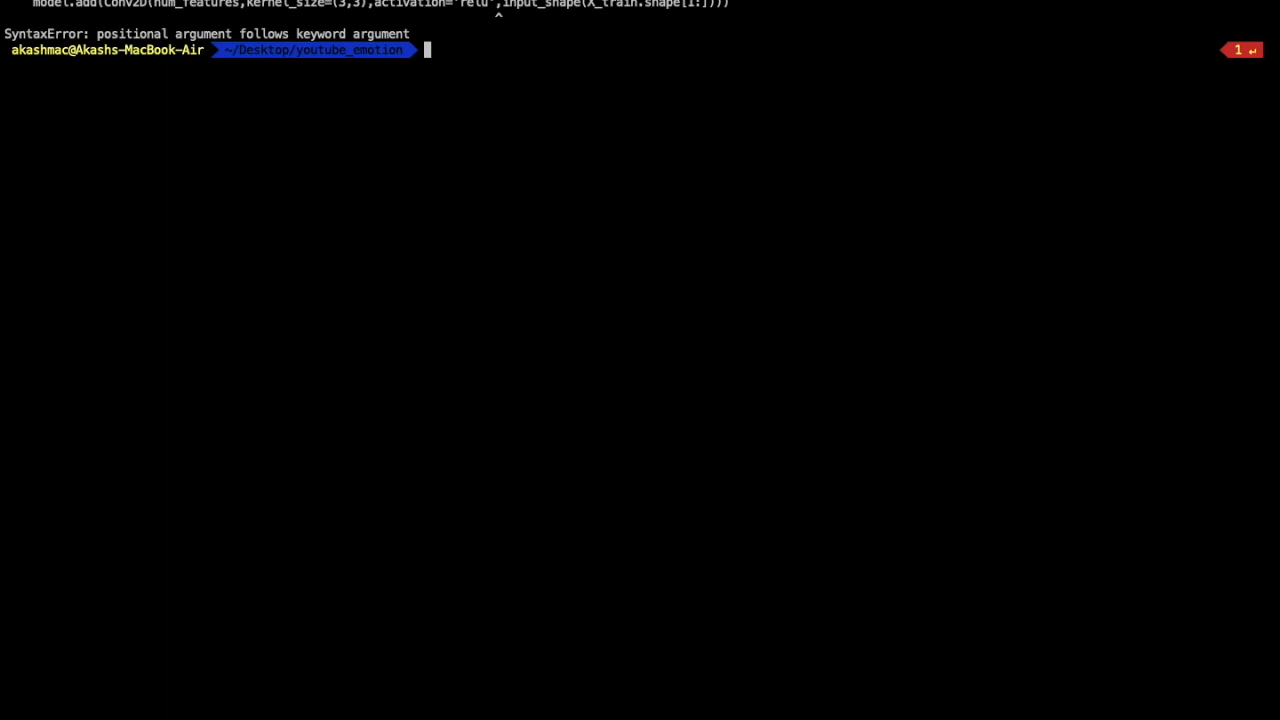 model.add(Conv2D(num_features,kernel_size=(3,3),activation='relu',input_shape(X_train.shape[1:])))
^
SyntaxError: positional argument follows keyword argument
akashmac@Akashs-MacBook-Air ~/Desktop/youtube_emotion 1 ↵